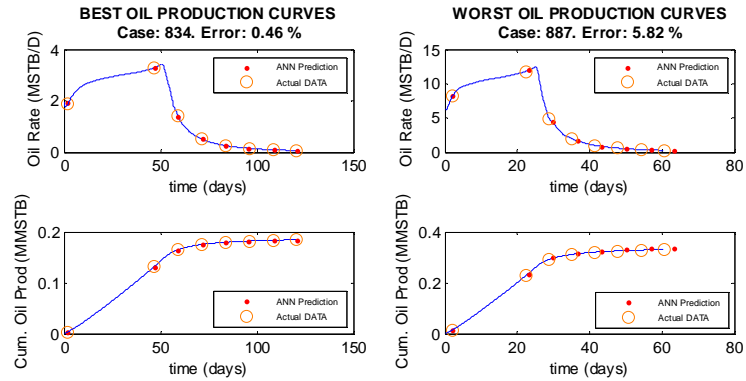 BEST OIL PRODUCTION CURVES
Case: 834. Error: 0.46 %
Oil Rate (MSTB/D)
4
2
0
ANN Prediction
Actual DATA
0
50
100
150
time (days)
WORST OIL PRODUCTION CURVES
Case: 887. Error: 5.82 %
Oil Rate (MSTB/D)
15
10
5
0
ANN Prediction
Actual DATA
0
20
40
60
80
time (days)
Cum. Oil Prod (MMSTB)
0.2
0.1
0
ANN Prediction
Actual DATA
0
50
100
150
time (days)
Cum. Oil Prod (MMSTB)
0.4
0.2
0
ANN Prediction
Actual DATA
0
20
40
60
80
time (days)